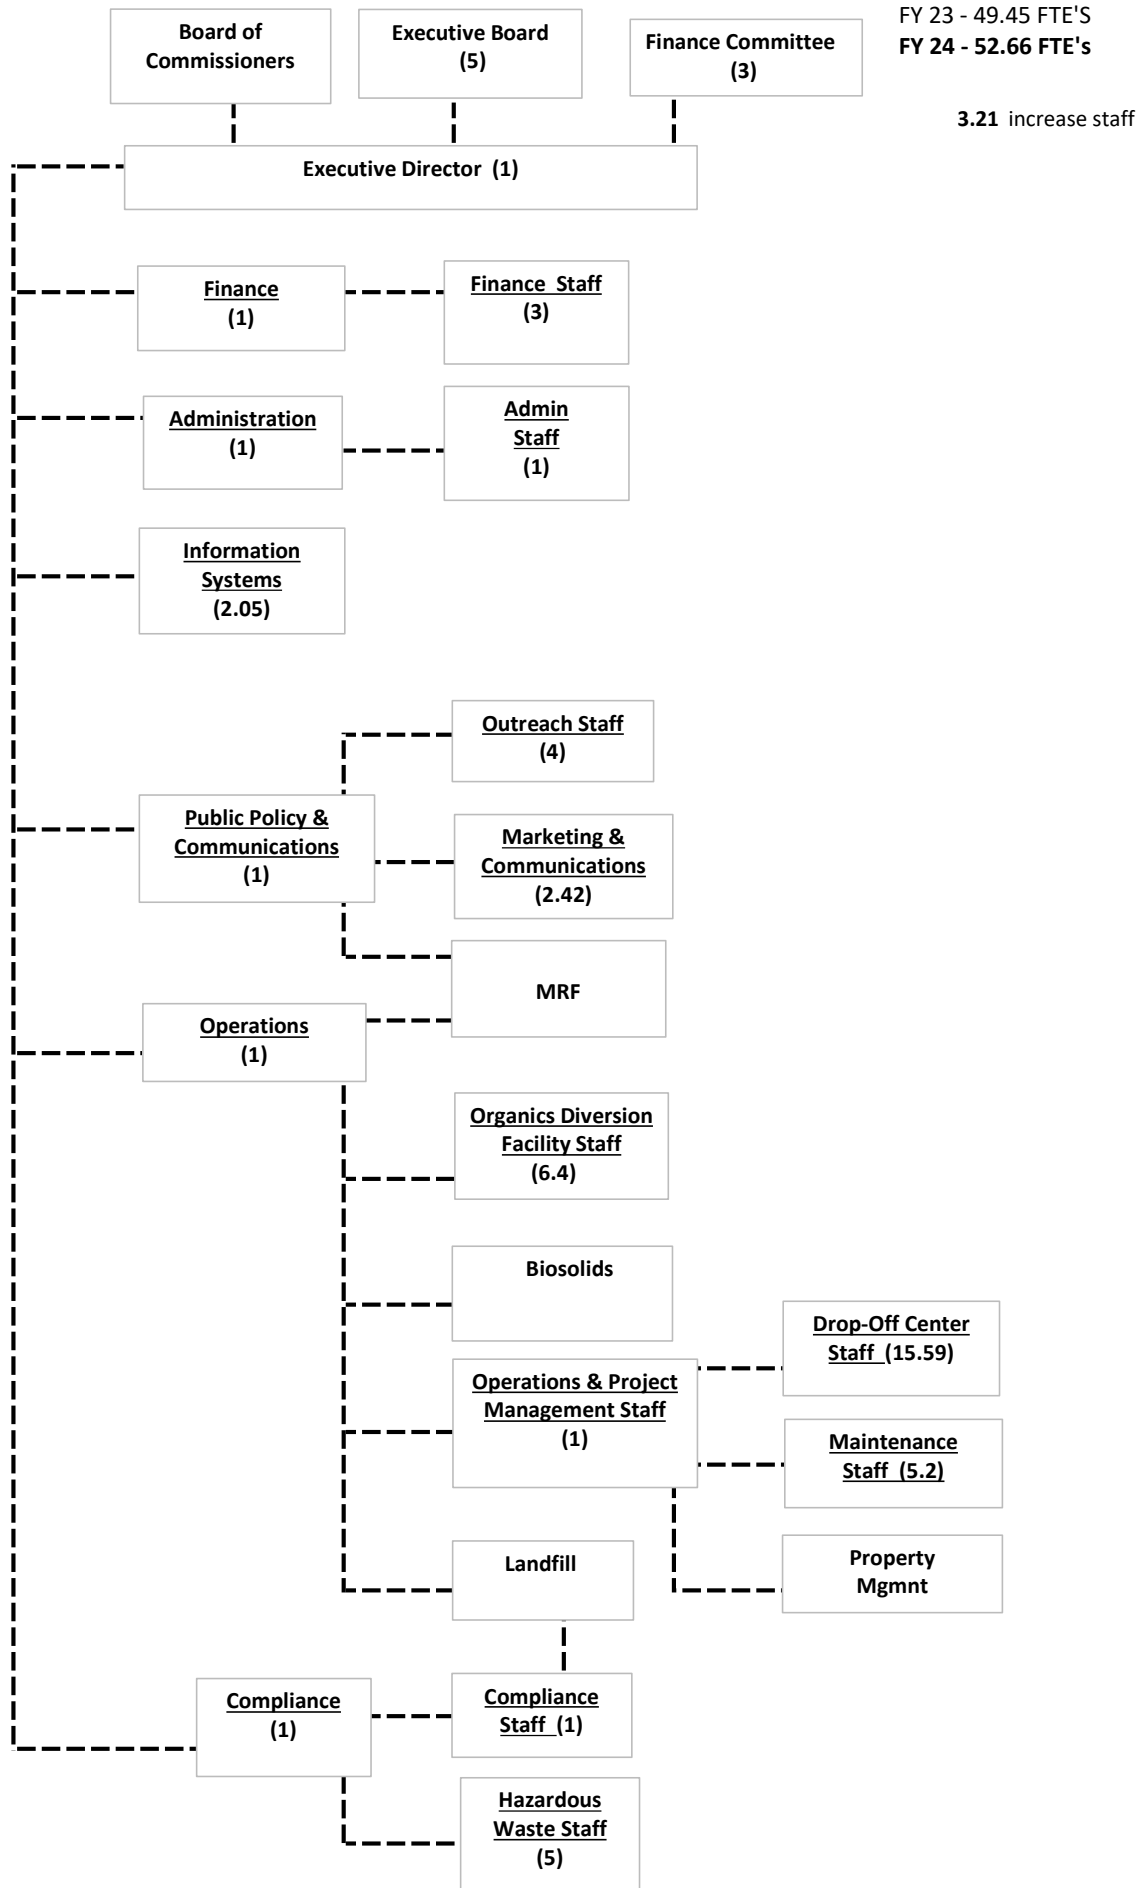 FY 23 - 49.45 FTE'S
FY 24 - 52.66 FTE's
3.21 increase staff
Board of
Commissioners
Executive Board
(5)
Finance Committee
(3)
Executive Director (1)
Finance
(1)
Finance Staff
(3)
Administration
(1)
Admin
Staff
(1)
Information
Systems
(2.05)
Outreach Staff
(4)
Public Policy &
Communications
(1)
Marketing &
Communications
(2.42)
MRF
Operations
(1)
Organics Diversion
Facility Staff
(6.4)
Biosolids
Drop-Off Center
Staff (15.59)
Operations & Project
Management Staff
(1)
Maintenance
Staff (5.2)
Property
Mgmnt
Landfill
Compliance
(1)
Compliance
Staff (1)
Hazardous
Waste Staff
(5)